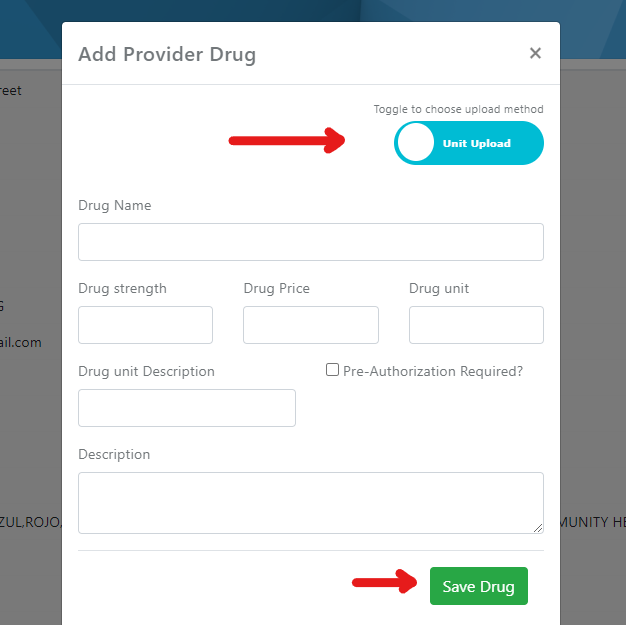 Add Provider Drug ×
reet
Toggle to choose upload method
Unit Upload
Drug Name
Drug strength Drug Price Drug unit
G
ail.com
Drug unit Description Pre-Authorization Required?
Description
ZUL,ROJO, MUNITY HE
Save Drug